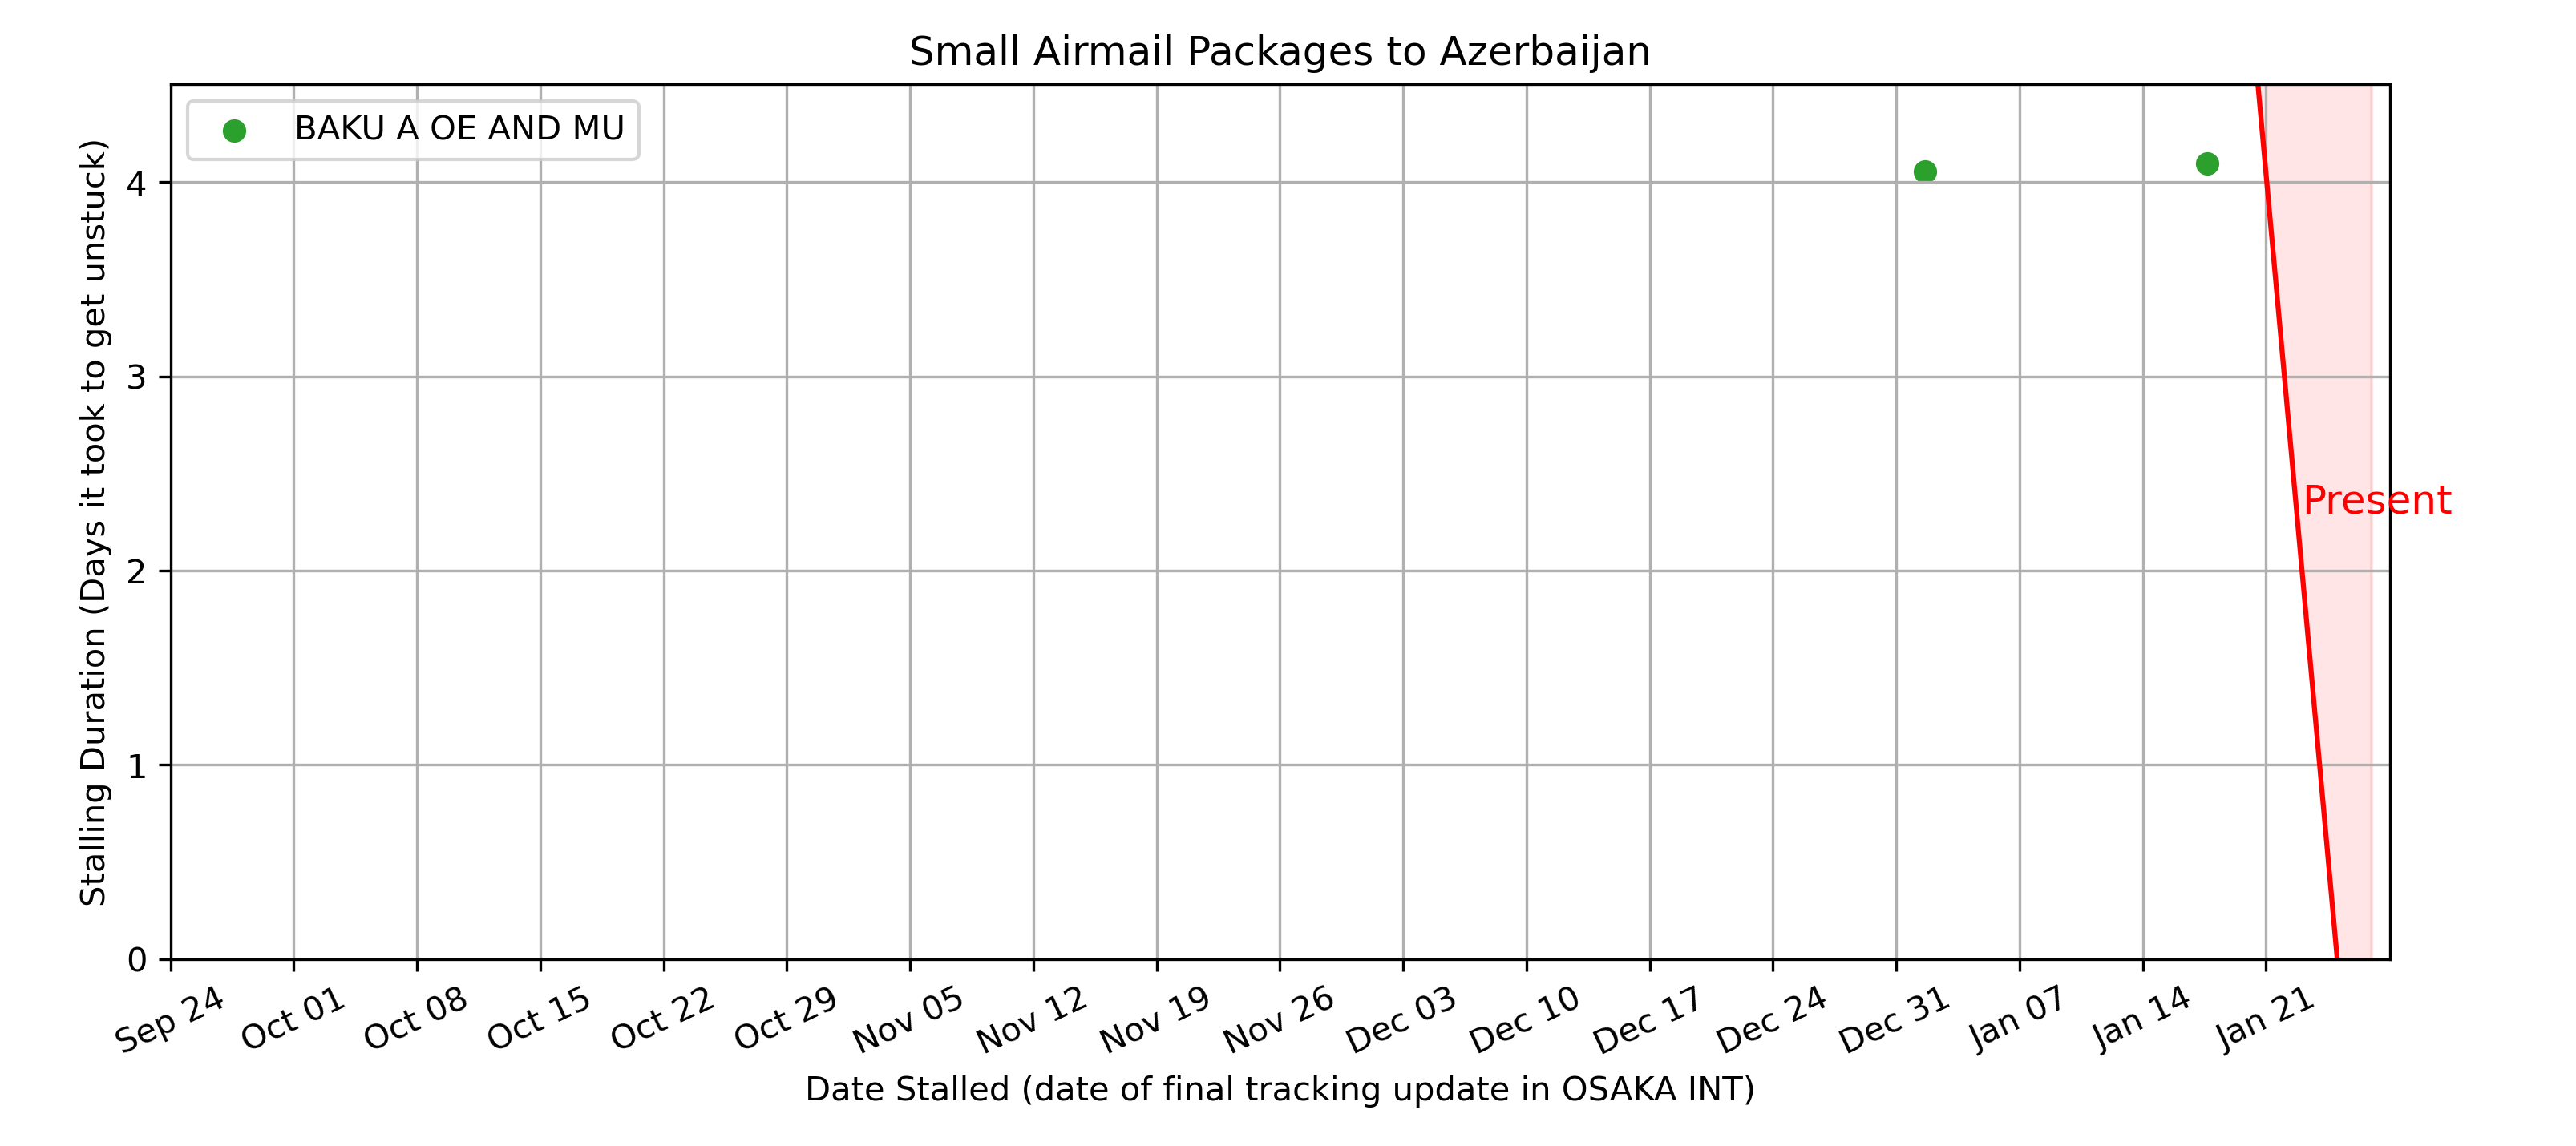 Small Airmail Packages to Azerbaijan
BAKU A OE AND MU
Stalling Duration (Days it took to get unstuck)
4
3
2
1
0
Present
Sep 24
Oct 01
Oct 08
Oct 15
Oct 22
Oct 29
Nov 05
Nov 12
Nov 19
Nov 26
Dec 03
Dec 10
Dec 17
Dec 24
Dec 31
Jan 07
Jan 14
Jan 21
Date Stalled (date of final tracking update in OSAKA INT)